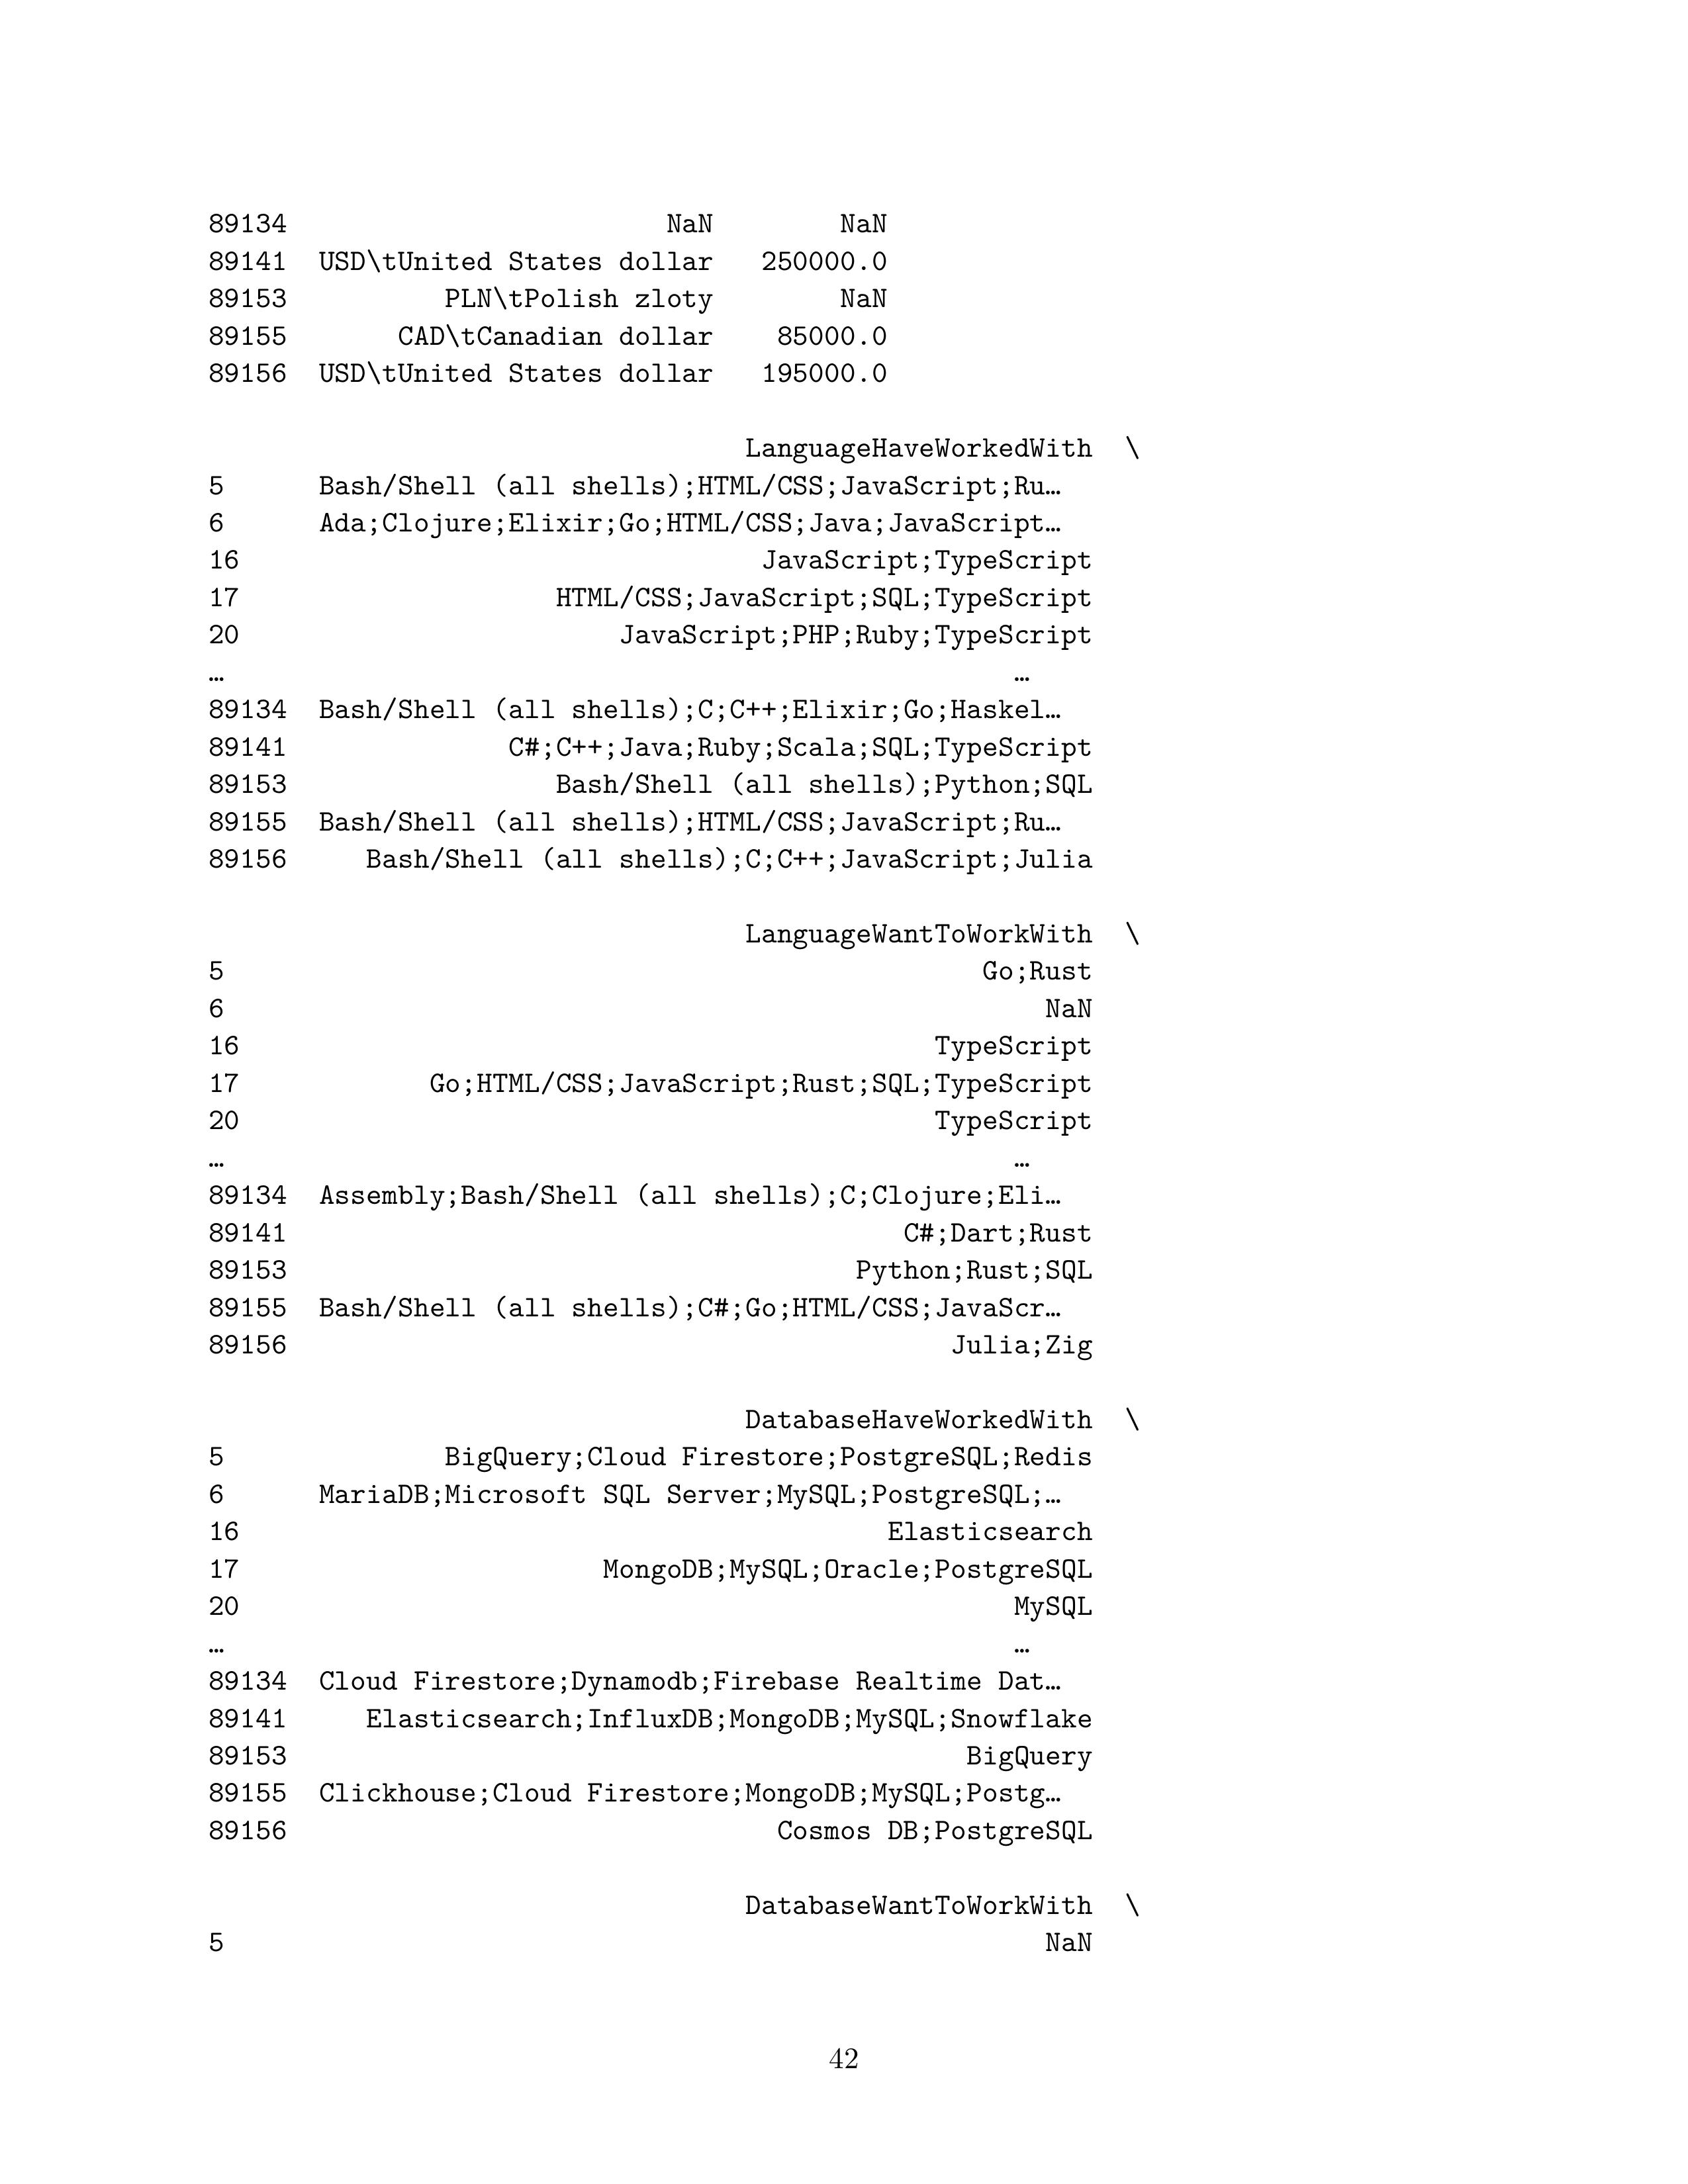 89134 NaN NaN
89141 USD\tUnited States dollar 250000.0
89153 PLN\tPolish zloty NaN
89155 CAD\tCanadian dollar 85000.0
89156 USD\tUnited States dollar 195000.0
LanguageHaveWorkedWith \
5 Bash/Shell (all shells);HTML/CSS;JavaScript;Ru…
6 Ada;Clojure;Elixir;Go;HTML/CSS;Java;JavaScript…
16 JavaScript;TypeScript
17 HTML/CSS;JavaScript;SQL;TypeScript
20 JavaScript;PHP;Ruby;TypeScript
… …
89134 Bash/Shell (all shells);C;C++;Elixir;Go;Haskel…
89141 C#;C++;Java;Ruby;Scala;SQL;TypeScript
89153 Bash/Shell (all shells);Python;SQL
89155 Bash/Shell (all shells);HTML/CSS;JavaScript;Ru…
89156 Bash/Shell (all shells);C;C++;JavaScript;Julia
LanguageWantToWorkWith \
5 Go;Rust
6 NaN
16 TypeScript
17 Go;HTML/CSS;JavaScript;Rust;SQL;TypeScript
20 TypeScript
… …
89134 Assembly;Bash/Shell (all shells);C;Clojure;Eli…
89141 C#;Dart;Rust
89153 Python;Rust;SQL
89155 Bash/Shell (all shells);C#;Go;HTML/CSS;JavaScr…
89156 Julia;Zig
DatabaseHaveWorkedWith \
5 BigQuery;Cloud Firestore;PostgreSQL;Redis
6 MariaDB;Microsoft SQL Server;MySQL;PostgreSQL;…
16 Elasticsearch
17 MongoDB;MySQL;Oracle;PostgreSQL
20 MySQL
… …
89134 Cloud Firestore;Dynamodb;Firebase Realtime Dat…
89141 Elasticsearch;InfluxDB;MongoDB;MySQL;Snowflake
89153 BigQuery
89155 Clickhouse;Cloud Firestore;MongoDB;MySQL;Postg…
89156 Cosmos DB;PostgreSQL
DatabaseWantToWorkWith \
5 NaN
42